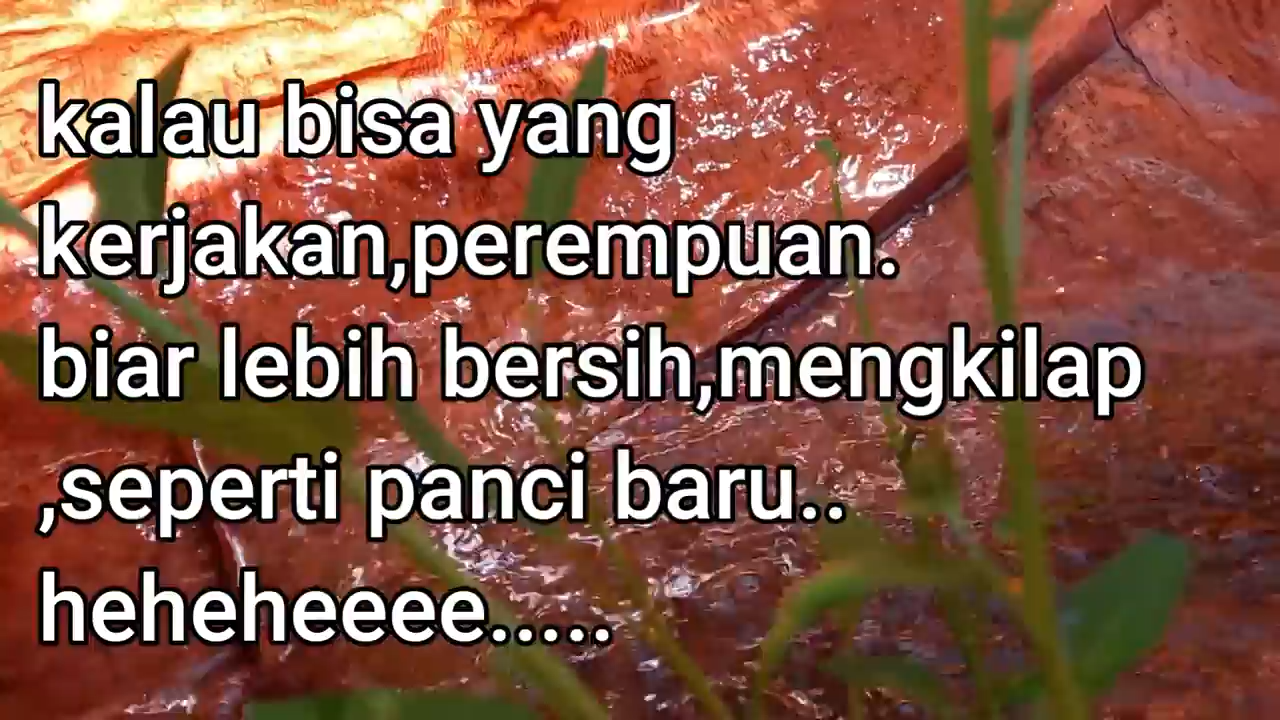 kalau bisa yang
kerjakan,perempuan.
biar lebih bersih,mengkilap
,seperti panci baru..
heheheeee.....